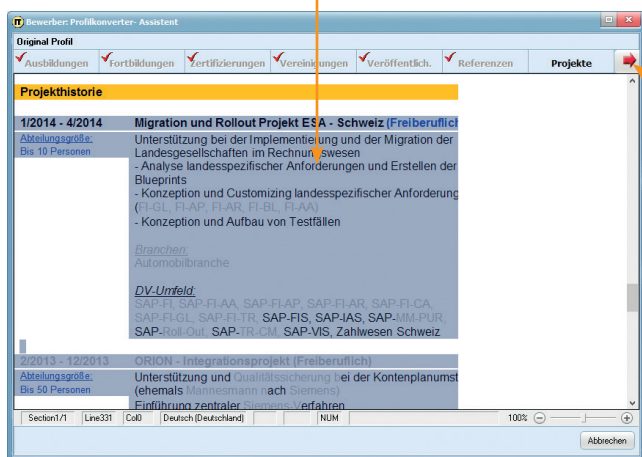 IT Bewerber: Profilkonverter- Assistent
Original Profil
Ausbildungen Fortbildungen Zertifizierungen Vereinigungen Veröffentlich. Referenzen Projekte
Projekthistorie
1/2014 - 4/2014 Migration und Rollout Projekt ESA - Schweiz (Freiberuflich
Abteilungsgröße: Unterstützung bei der Implementierung und der Migration der
Bis 10 Personen Landesgesellschaften im Rechnungswesen
- Analyse landesspezifischer Anforderungen und Erstellen der
Blueprints
- Konzeption und Customizing landesspezifischer Anforderung
(FI-GL, FI-AP, FI-AR, FI-BL, FI-AA)
- Konzeption und Aufbau von Testfällen
Branchen:
Automobilbranche
DV-Umfeld:
SAP-FI, SAP-FI-AA, SAP-FI-AP, SAP-FI-AR, SAP-FI-CA,
SAP-FI-GL, SAP-FI-TR, SAP-FIS, SAP-IAS, SAP-MM-PUR,
SAP-Roll-Out, SAP-TR-CM, SAP-VIS, Zahlwesen Schweiz
2/2013 - 12/2013 ORION - Integrationsprojekt (Freiberuflich)
Abteilungsgröße: Unterstützung und Qualitätssicherung bei der Kontenplanumst
Bis 50 Personen (ehemals Mannesmann nach Siemens)
Einführung zentraler Siemens-Verfahren
Section1/1 Line331 Col0 Deutsch (Deutschland) NUM 100%
Abbrechen